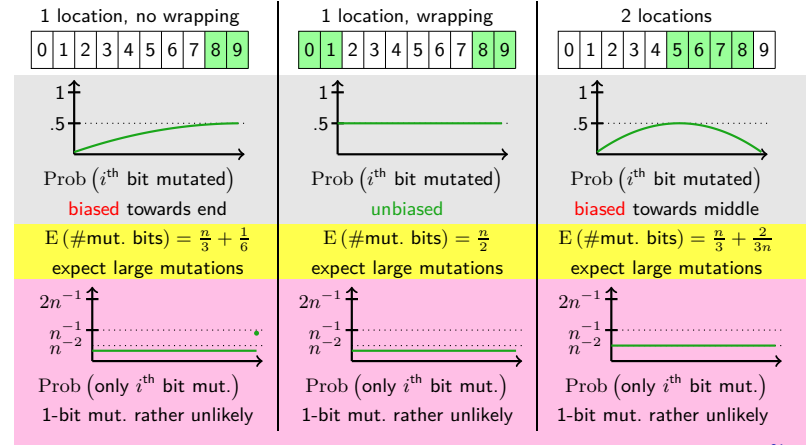 1 location, no wrapping
0 1 2 3 4 5 6 7 8 9
1
.5
Prob (i^th bit mutated)
biased towards end
E (#mut. bits) = n/3 + 1/6
expect large mutations
2n^−1
n^−1
n^−2
Prob (only i^th bit mut.)
1-bit mut. rather unlikely
1 location, wrapping
0 1 2 3 4 5 6 7 8 9
1
.5
Prob (i^th bit mutated)
unbiased
E (#mut. bits) = n/2
expect large mutations
2n^−1
n^−1
n^−2
Prob (only i^th bit mut.)
1-bit mut. rather unlikely
2 locations
0 1 2 3 4 5 6 7 8 9
1
.5
Prob (i^th bit mutated)
biased towards middle
E (#mut. bits) = n/3 + 2/3n
expect large mutations
2n^−1
n^−1
n^−2
Prob (only i^th bit mut.)
1-bit mut. rather unlikely